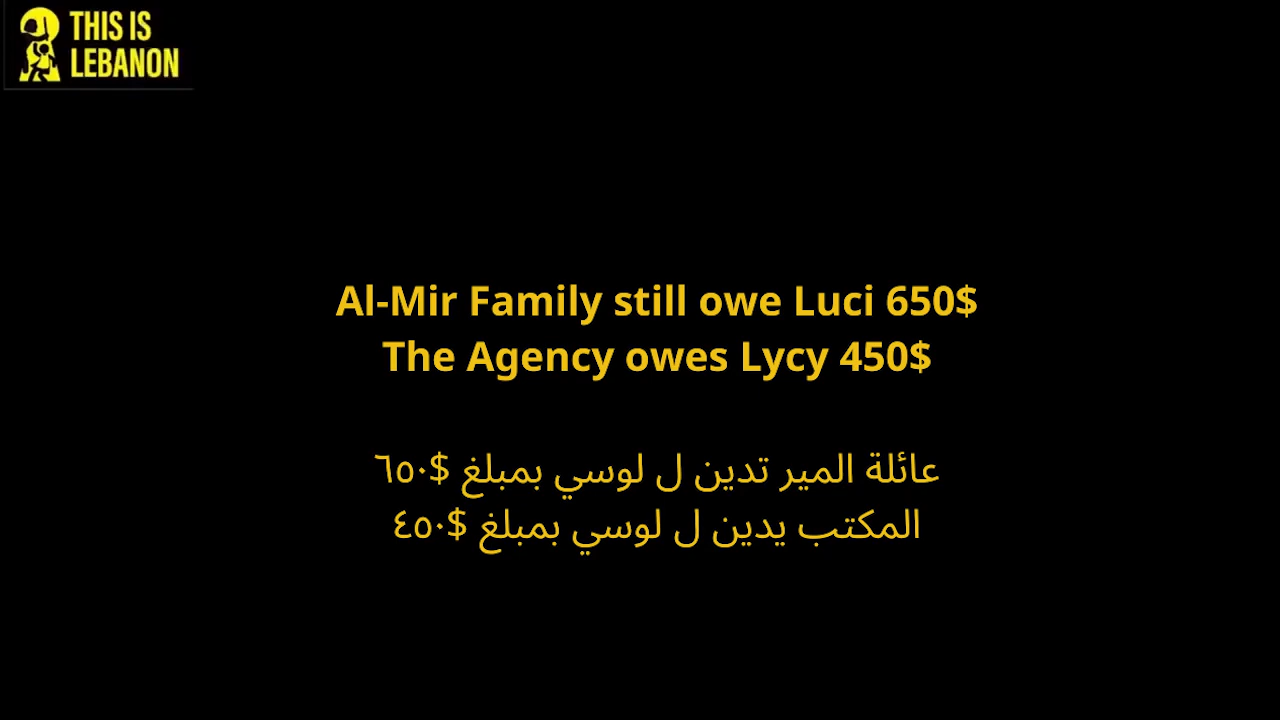 THIS IS
LEBANON
Al-Mir Family still owe Luci 650$
The Agency owes Lycy 450$
عائلة المير تدين ل لوسي بمبلغ $٦٥٠
المكتب يدين ل لوسي بمبلغ $٤٥٠